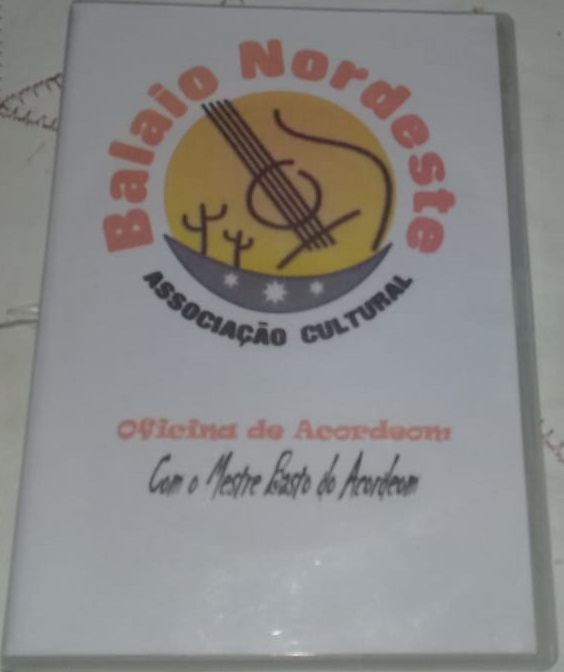 Balaio Nordeste
ASSOCIAÇÃO CULTURAL
Oficina de Acordeom
Com o Mestre Basto do Acordeom